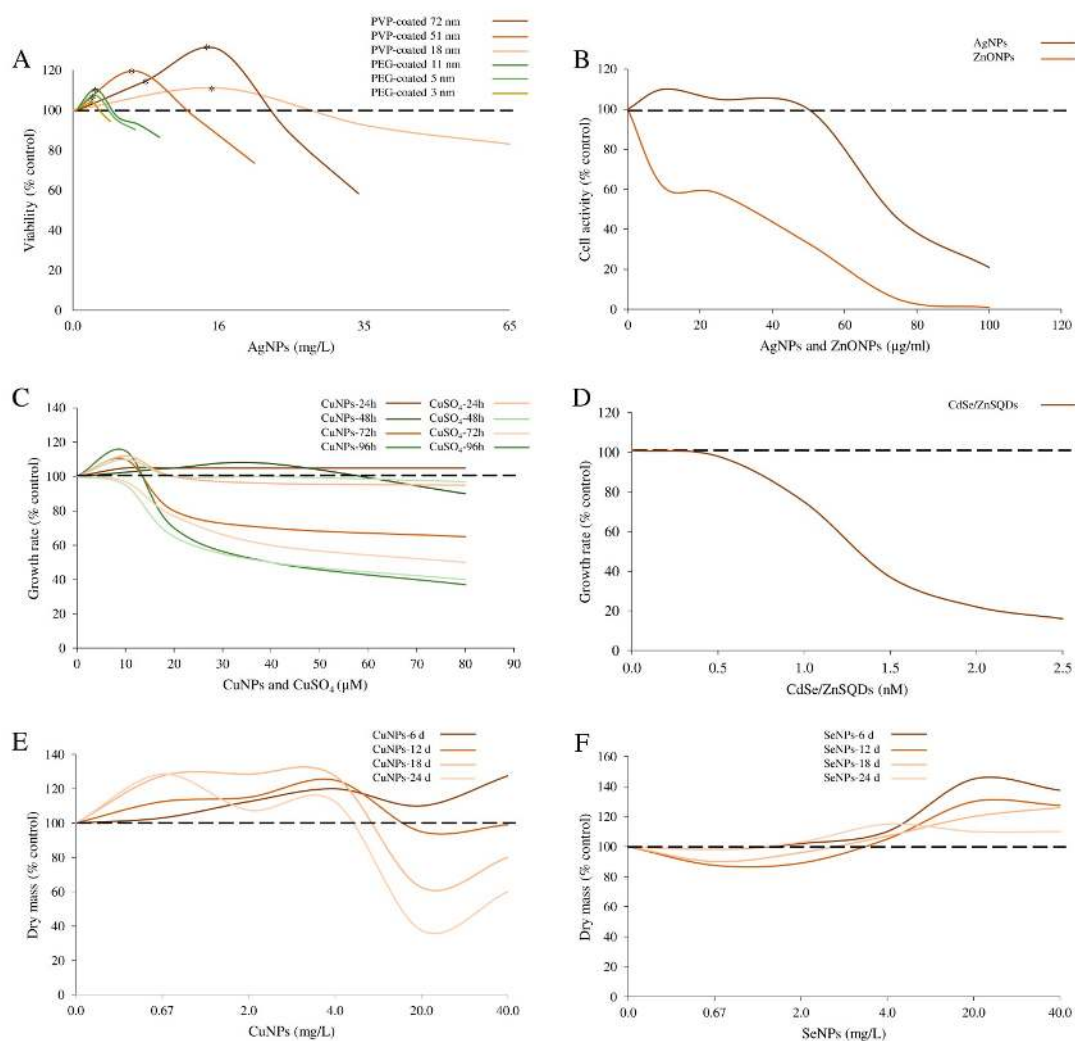 A
PVP-coated 72 nm
PVP-coated 51 nm
PVP-coated 18 nm
PEG-coated 11 nm
PEG-coated 5 nm
PEG-coated 3 nm
120
100
80
60
40
20
0
Viability (% control)
0.0 16 35 65
AgNPs (mg/L)
B
AgNPs
ZnONPs
120
100
80
60
40
20
0
Cell activity (% control)
0 20 40 60 80 100 120
AgNPs and ZnONPs (µg/ml)
C
CuNPs-24h CuSO₄-24h
CuNPs-48h CuSO₄-48h
CuNPs-72h CuSO₄-72h
CuNPs-96h CuSO₄-96h
140
120
100
80
60
40
20
0
Growth rate (% control)
0 10 20 30 40 50 60 70 80 90
CuNPs and CuSO₄ (µM)
D
CdSe/ZnSQDs
120
100
80
60
40
20
0
Growth rate (% control)
0.0 0.5 1.0 1.5 2.0 2.5
CdSe/ZnSQDs (nM)
E
CuNPs-6 d
CuNPs-12 d
CuNPs-18 d
CuNPs-24 d
140
120
100
80
60
40
20
0
Dry mass (% control)
0.0 0.67 2.0 4.0 20.0 40.0
CuNPs (mg/L)
F
SeNPs-6 d
SeNPs-12 d
SeNPs-18 d
SeNPs-24 d
160
140
120
100
80
60
40
20
0
Dry mass (% control)
0.0 0.67 2.0 4.0 20.0 40.0
SeNPs (mg/L)